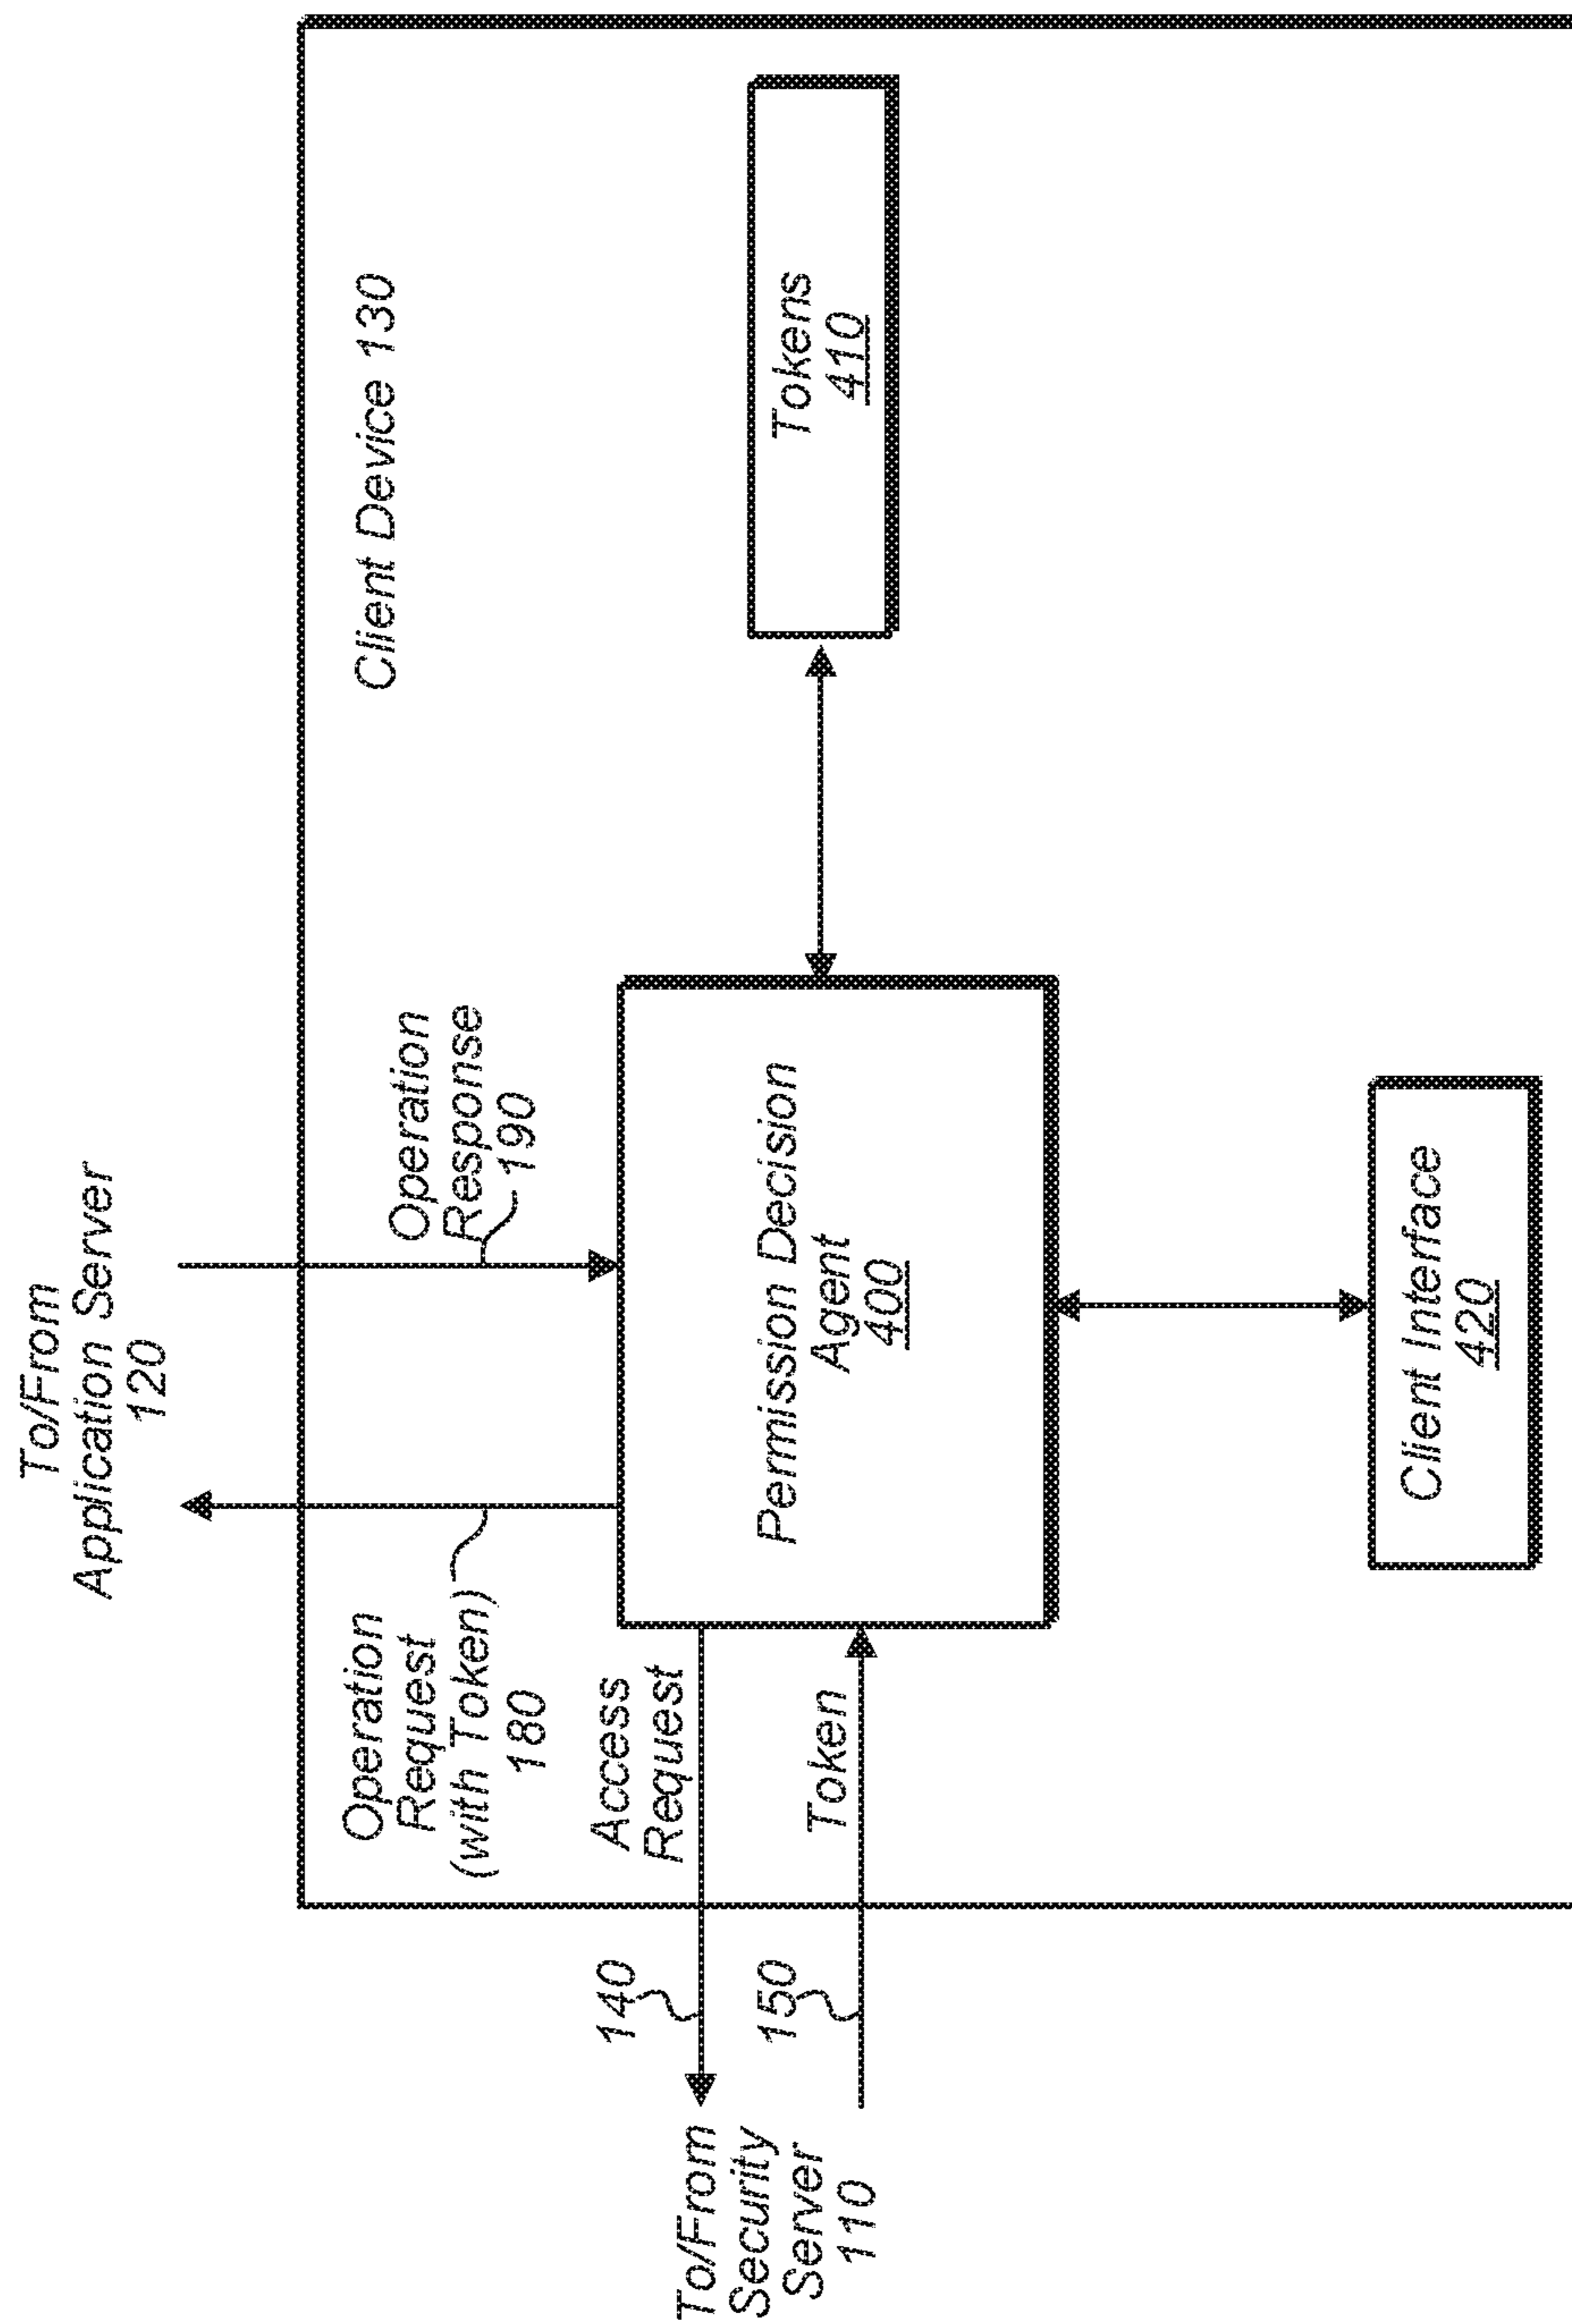 To/From
Application Server
120
Client Device 130
Operation
Request
(with Token)
180
Operation
Response
190
Access
Request
140
Token
150
To/From
Security
Server
110
Permission Decision
Agent
400
Tokens
410
Client Interface
420